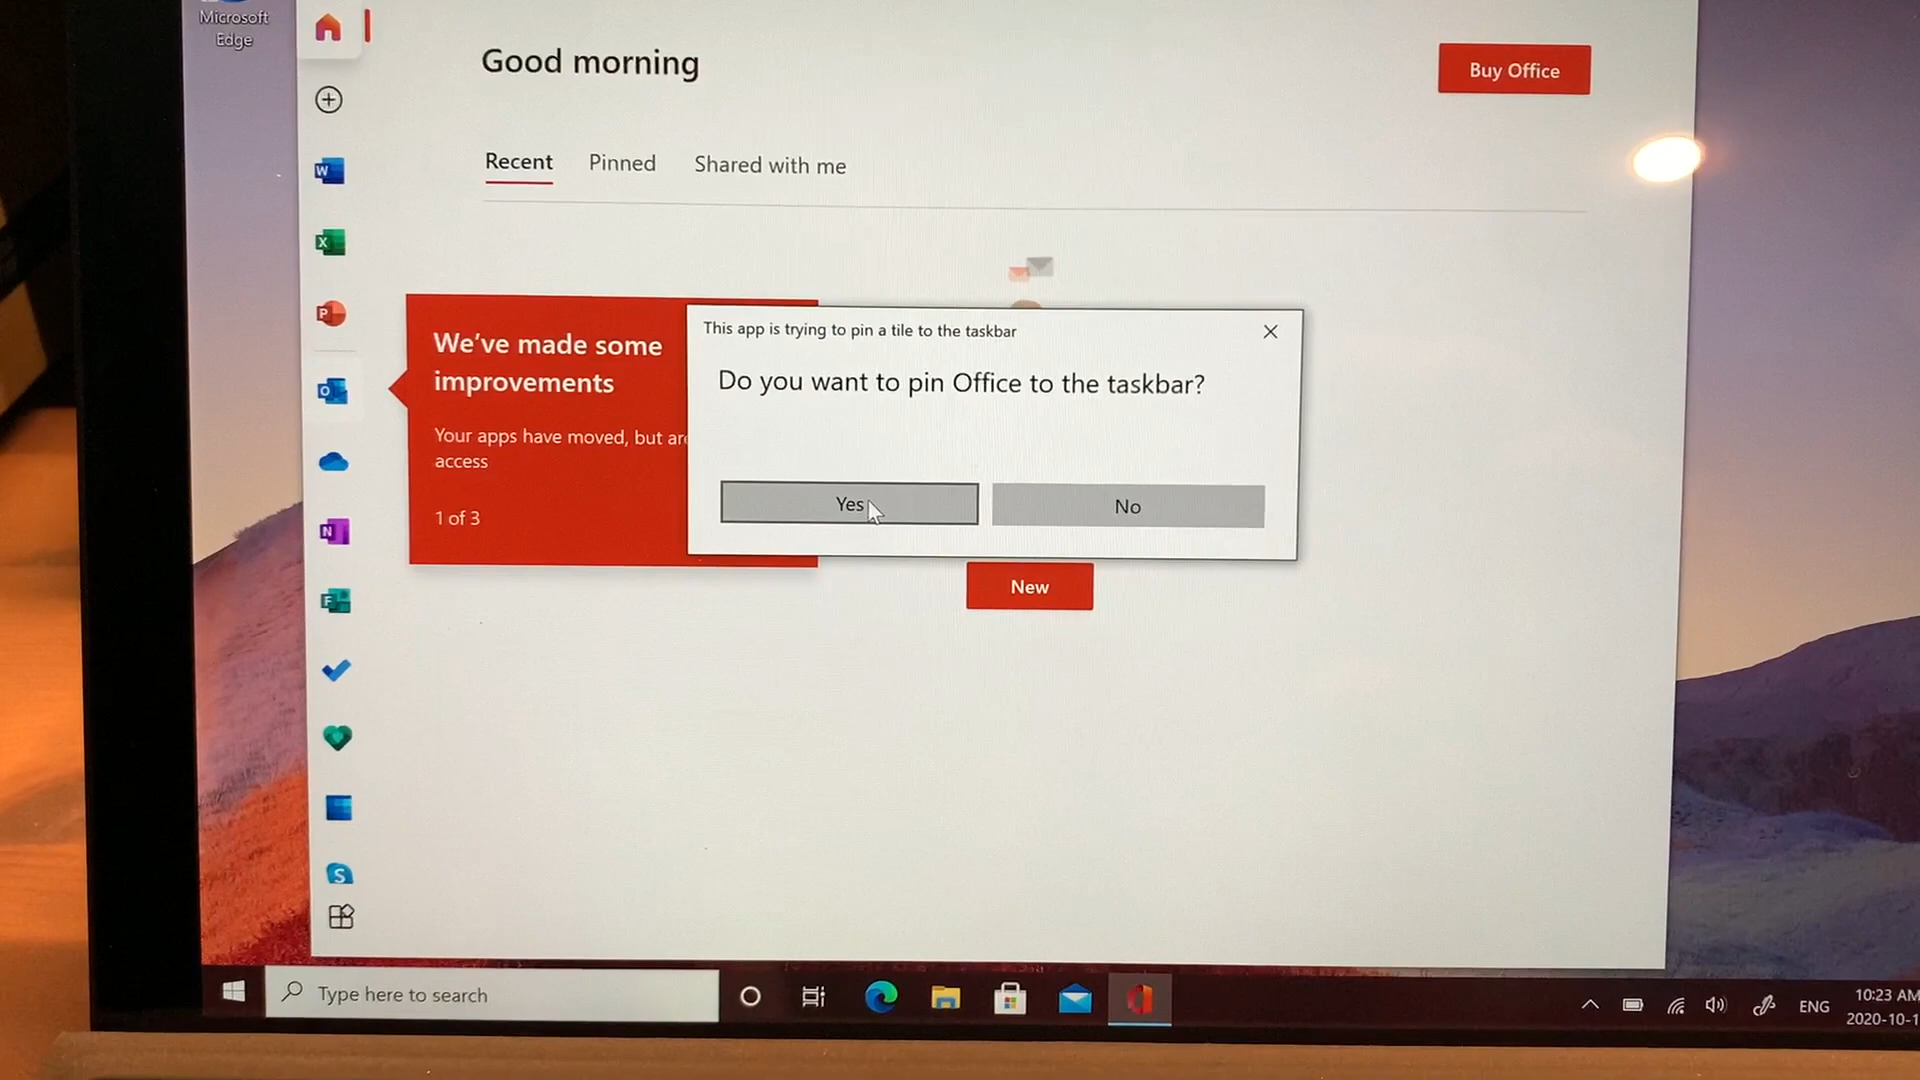 Microsoft
Edge
Good morning
Buy Office
Recent
Pinned
Shared with me
We've made some
improvements
Your apps have moved, but are
access
1 of 3
This app is trying to pin a tile to the taskbar
Do you want to pin Office to the taskbar?
Yes
No
New
Type here to search
ENG
10:23 AM
2020-10-1